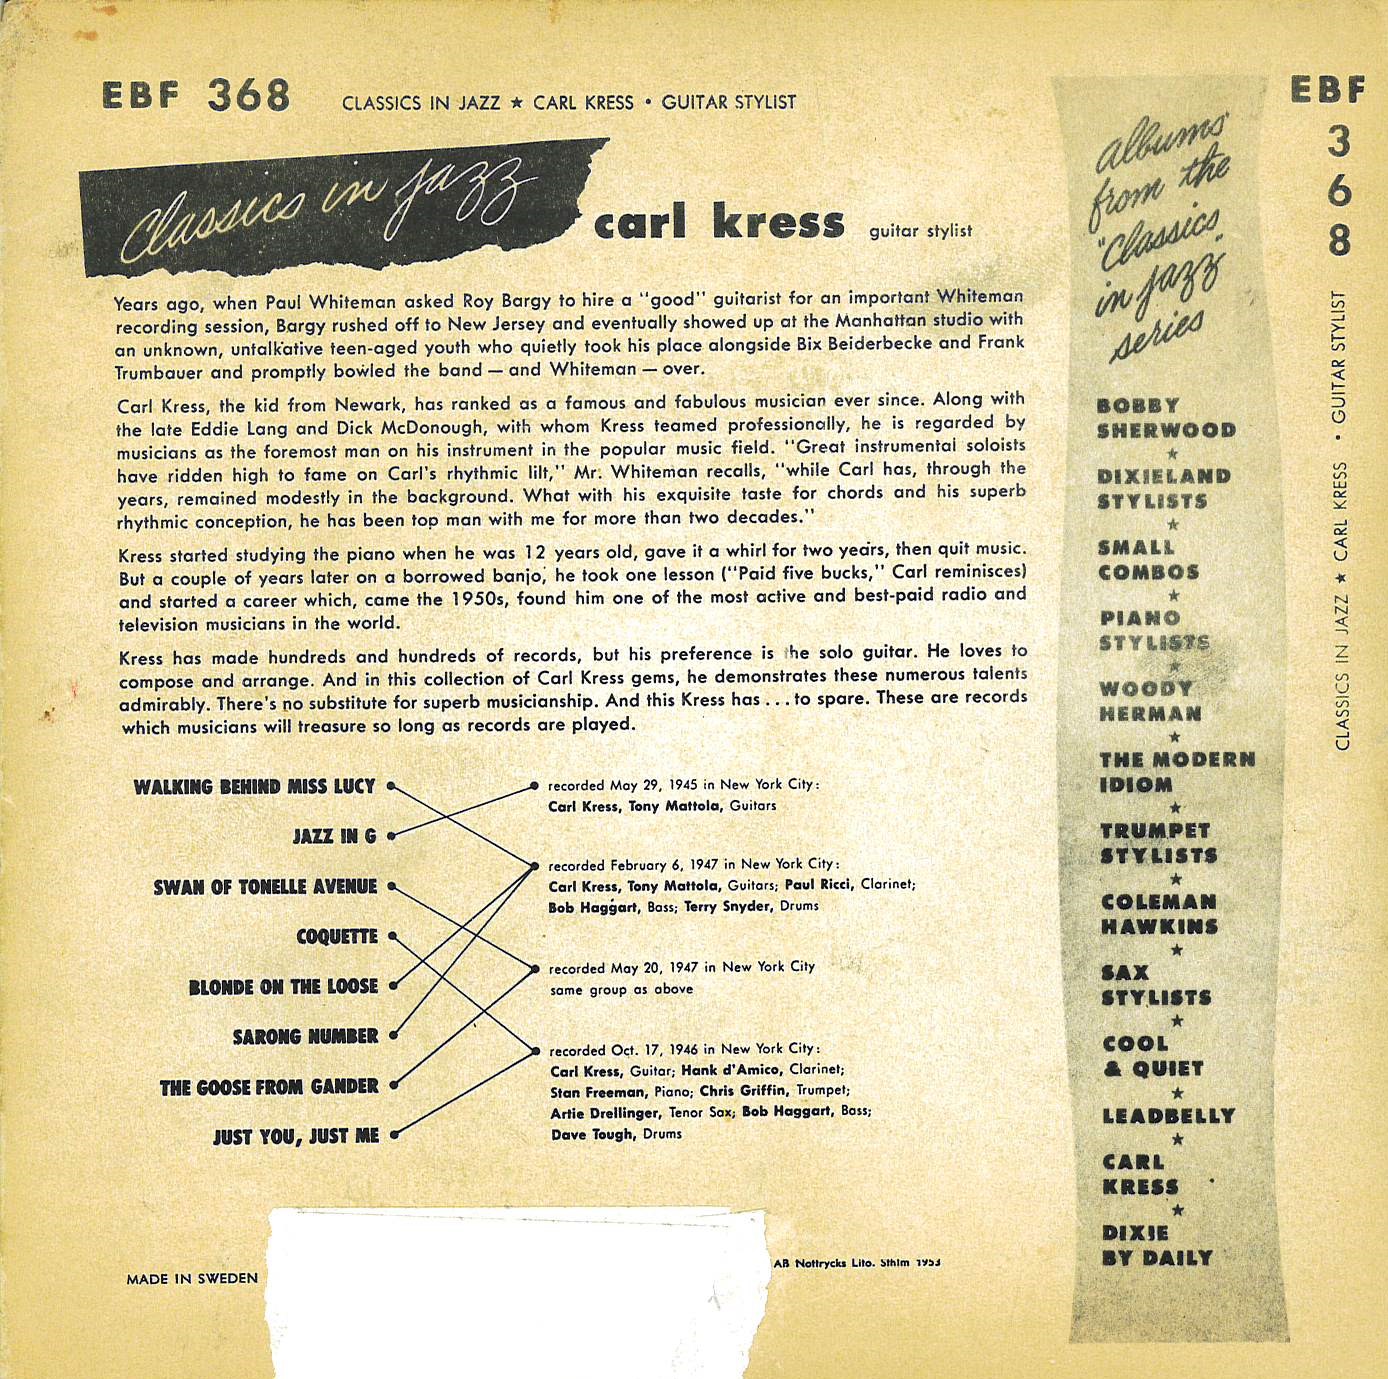 EBF 368 CLASSICS IN JAZZ ★ CARL KRESS • GUITAR STYLIST
Classics in jazz
carl kress guitar stylist
Years ago, when Paul Whiteman asked Roy Bargy to hire a "good" guitarist for an important Whiteman
recording session, Bargy rushed off to New Jersey and eventually showed up at the Manhattan studio with
an unknown, untalkative teen-aged youth who quietly took his place alongside Bix Beiderbecke and Frank
Trumbauer and promptly bowled the band — and Whiteman — over.
Carl Kress, the kid from Newark, has ranked as a famous and fabulous musician ever since. Along with
the late Eddie Lang and Dick McDonough, with whom Kress teamed professionally, he is regarded by
musicians as the foremost man on his instrument in the popular music field. "Great instrumental soloists
have ridden high to fame on Carl's rhythmic lilt," Mr. Whiteman recalls, "while Carl has, through the
years, remained modestly in the background. What with his exquisite taste for chords and his superb
rhythmic conception, he has been top man with me for more than two decades."
Kress started studying the piano when he was 12 years old, gave it a whirl for two years, then quit music.
But a couple of years later on a borrowed banjo, he took one lesson ("Paid five bucks," Carl reminisces)
and started a career which, came the 1950s, found him one of the most active and best-paid radio and
television musicians in the world.
Kress has made hundreds and hundreds of records, but his preference is the solo guitar. He loves to
compose and arrange. And in this collection of Carl Kress gems, he demonstrates these numerous talents
admirably. There's no substitute for superb musicianship. And this Kress has . . . to spare. These are records
which musicians will treasure so long as records are played.
WALKING BEHIND MISS LUCY
JAZZ IN G
SWAN OF TONELLE AVENUE
COQUETTE
BLONDE ON THE LOOSE
SARONG NUMBER
THE GOOSE FROM GANDER
JUST YOU, JUST ME
recorded May 29, 1945 in New York City:
Carl Kress, Tony Mattola, Guitars
recorded February 6, 1947 in New York City:
Carl Kress, Tony Mattola, Guitars; Paul Ricci, Clarinet;
Bob Haggart, Bass; Terry Snyder, Drums
recorded May 20, 1947 in New York City
same group as above
recorded Oct. 17, 1946 in New York City:
Carl Kress, Guitar; Hank d'Amico, Clarinet;
Stan Freeman, Piano; Chris Griffin, Trumpet;
Artie Drellinger, Tenor Sax; Bob Haggart, Bass;
Dave Tough, Drums
MADE IN SWEDEN
AB Nottrycks Lito. Sthlm 1953
albums
from the
"Classics
in jazz"
series
BOBBY
SHERWOOD
★
DIXIELAND
STYLISTS
★
SMALL
COMBOS
★
PIANO
STYLISTS
★
WOODY
HERMAN
★
THE MODERN
IDIOM
★
TRUMPET
STYLISTS
★
COLEMAN
HAWKINS
★
SAX
STYLISTS
★
COOL
& QUIET
★
LEADBELLY
★
CARL
KRESS
★
DIXIE
BY DAILY
EBF
3
6
8
CLASSICS IN JAZZ ★ CARL KRESS • GUITAR STYLIST